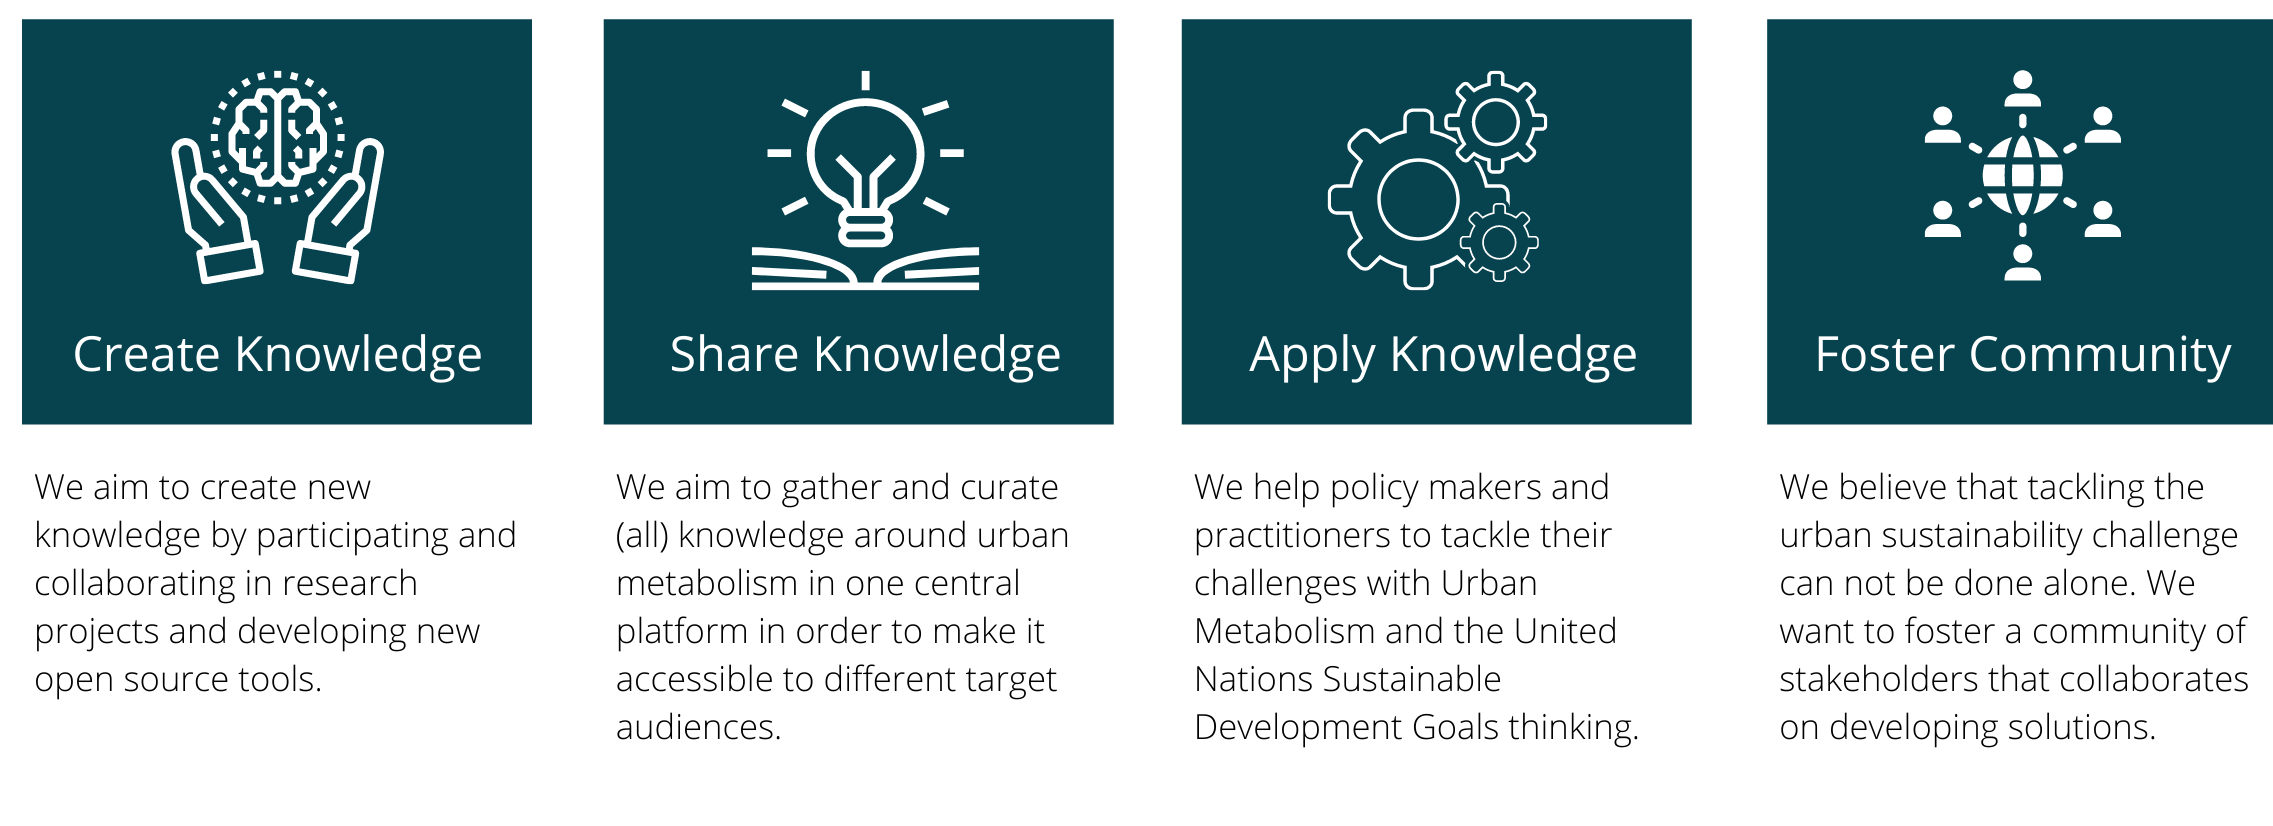 Create Knowledge
We aim to create new
knowledge by participating and
collaborating in research
projects and developing new
open source tools.
Share Knowledge
We aim to gather and curate
(all) knowledge around urban
metabolism in one central
platform in order to make it
accessible to different target
audiences.
Apply Knowledge
We help policy makers and
practitioners to tackle their
challenges with Urban
Metabolism and the United
Nations Sustainable
Development Goals thinking.
Foster Community
We believe that tackling the
urban sustainability challenge
can not be done alone. We
want to foster a community of
stakeholders that collaborates
on developing solutions.